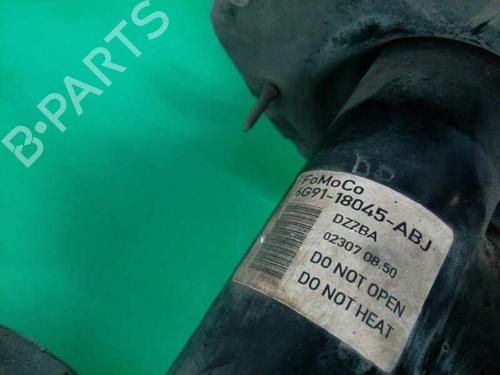 B-PARTS
FoMoCo
6G91-18045-ABJ
DZZBA
02307 08:50
DO NOT OPEN
DO NOT HEAT